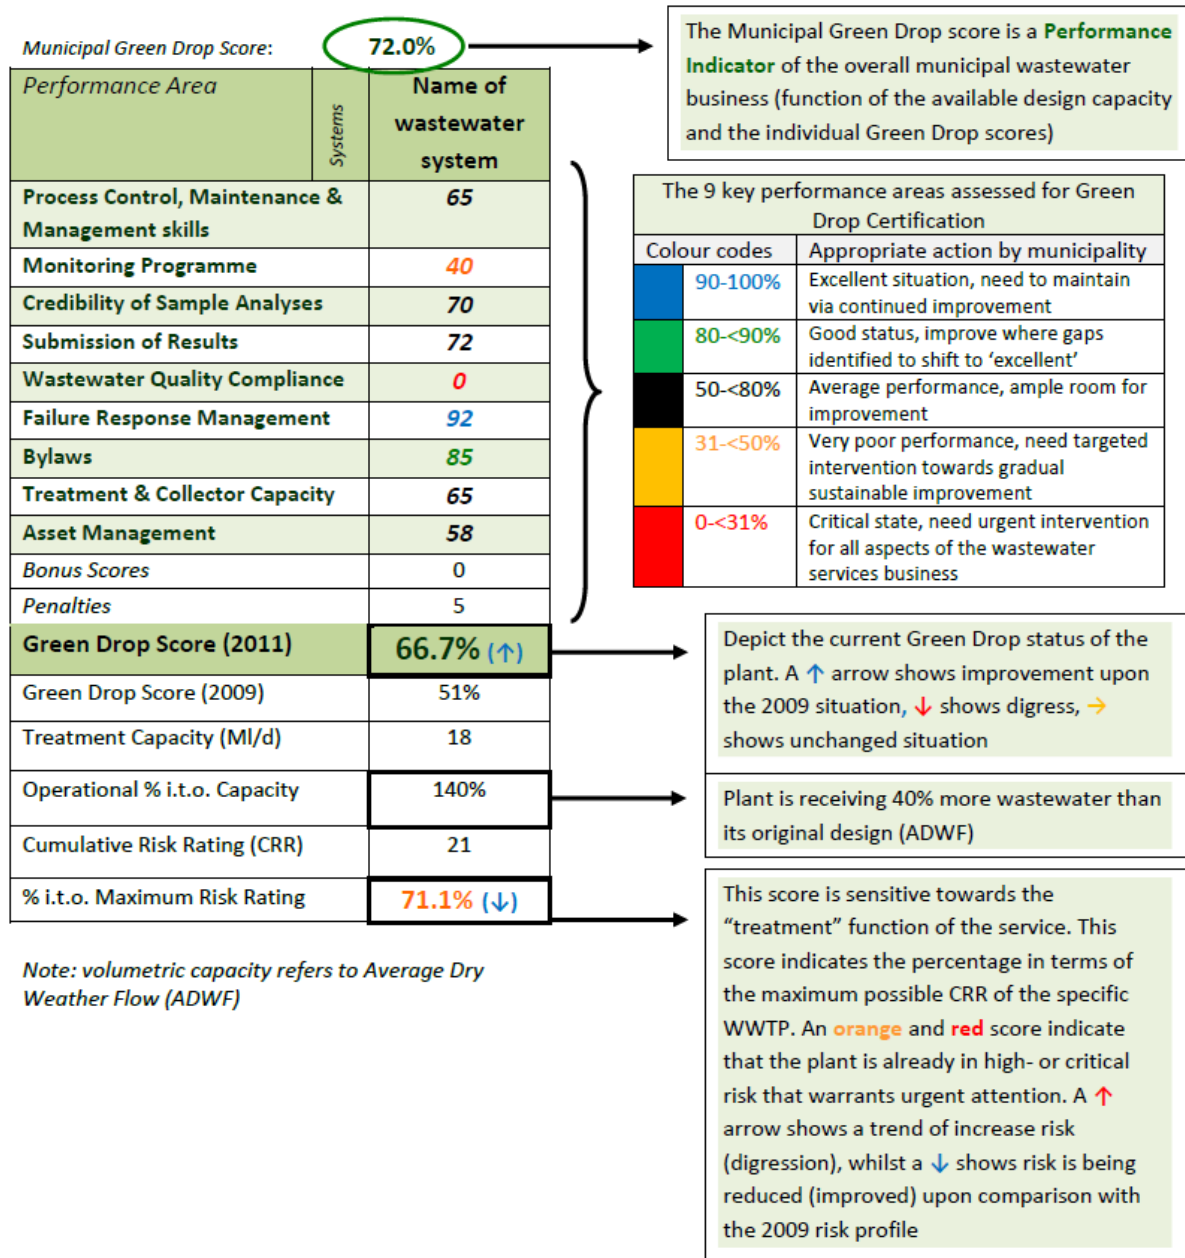 Municipal Green Drop Score: 72.0%
Performance Area
Systems
Name of
wastewater
system
Process Control, Maintenance &
Management skills
65
Monitoring Programme 40
Credibility of Sample Analyses 70
Submission of Results 72
Wastewater Quality Compliance 0
Failure Response Management 92
Bylaws 85
Treatment & Collector Capacity 65
Asset Management 58
Bonus Scores 0
Penalties 5
Green Drop Score (2011) 66.7% (↑)
Green Drop Score (2009) 51%
Treatment Capacity (Ml/d) 18
Operational % i.t.o. Capacity 140%
Cumulative Risk Rating (CRR) 21
% i.t.o. Maximum Risk Rating 71.1% (↓)
Note: volumetric capacity refers to Average Dry
Weather Flow (ADWF)
The Municipal Green Drop score is a Performance
Indicator of the overall municipal wastewater
business (function of the available design capacity
and the individual Green Drop scores)
The 9 key performance areas assessed for Green
Drop Certification
Colour codes Appropriate action by municipality
90-100% Excellent situation, need to maintain
via continued improvement
80-<90% Good status, improve where gaps
identified to shift to ‘excellent’
50-<80% Average performance, ample room for
improvement
31-<50% Very poor performance, need targeted
intervention towards gradual
sustainable improvement
0-<31% Critical state, need urgent intervention
for all aspects of the wastewater
services business
Depict the current Green Drop status of the
plant. A ↑ arrow shows improvement upon
the 2009 situation, ↓ shows digress, →
shows unchanged situation
Plant is receiving 40% more wastewater than
its original design (ADWF)
This score is sensitive towards the
“treatment” function of the service. This
score indicates the percentage in terms of
the maximum possible CRR of the specific
WWTP. An orange and red score indicate
that the plant is already in high- or critical
risk that warrants urgent attention. A ↑
arrow shows a trend of increase risk
(digression), whilst a ↓ shows risk is being
reduced (improved) upon comparison with
the 2009 risk profile